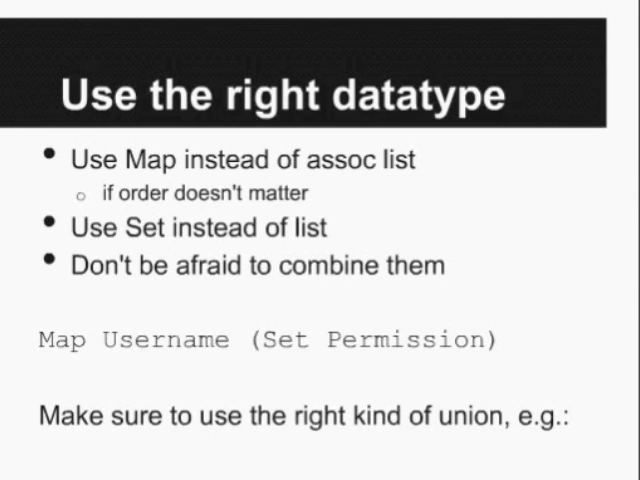 Use the right datatype
• Use Map instead of assoc list
○ if order doesn't matter
• Use Set instead of list
• Don't be afraid to combine them
Map Username (Set Permission)
Make sure to use the right kind of union, e.g.: